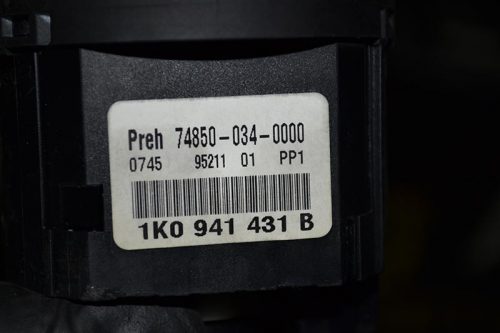 Preh 74850-034-0000
0745 95211 01 PP1
1K0 941 431 B